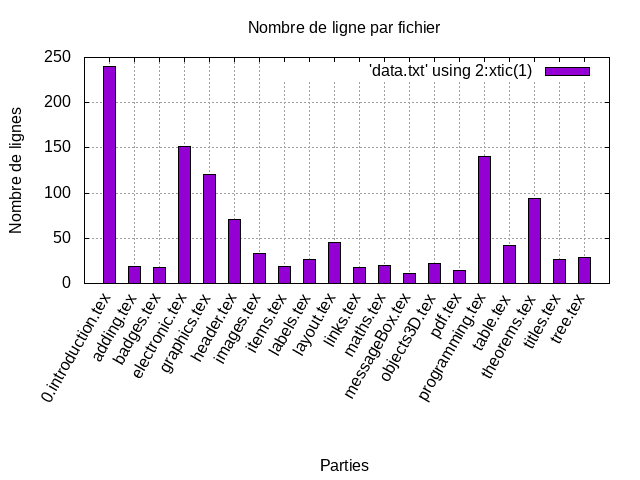 Nombre de ligne par fichier
'data.txt' using 2:xtic(1)
Nombre de lignes
250
200
150
100
50
0
0.introduction.tex
adding.tex
badges.tex
electronic.tex
graphics.tex
header.tex
images.tex
items.tex
labels.tex
layout.tex
links.tex
maths.tex
messageBox.tex
objects3D.tex
pdf.tex
programming.tex
table.tex
theorems.tex
titles.tex
tree.tex
Parties